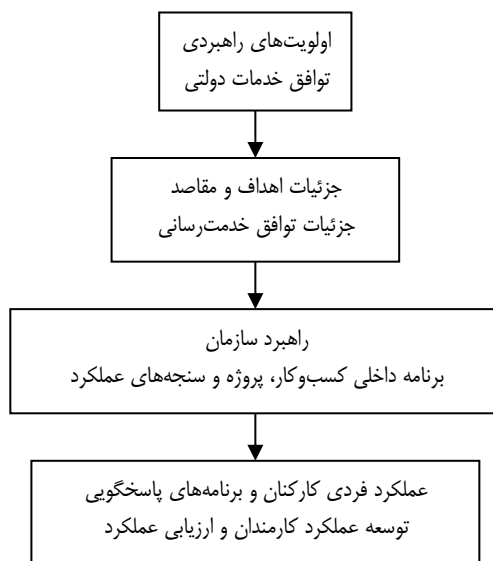 اولویت‌های راهبردی
توافق خدمات دولتی
جزئیات اهداف و مقاصد
جزئیات توافق خدمت‌رسانی
راهبرد سازمان
برنامه داخلی کسب‌وکار، پروژه و سنجه‌های عملکرد
عملکرد فردی کارکنان و برنامه‌های پاسخگویی
توسعه عملکرد کارمندان و ارزیابی عملکرد